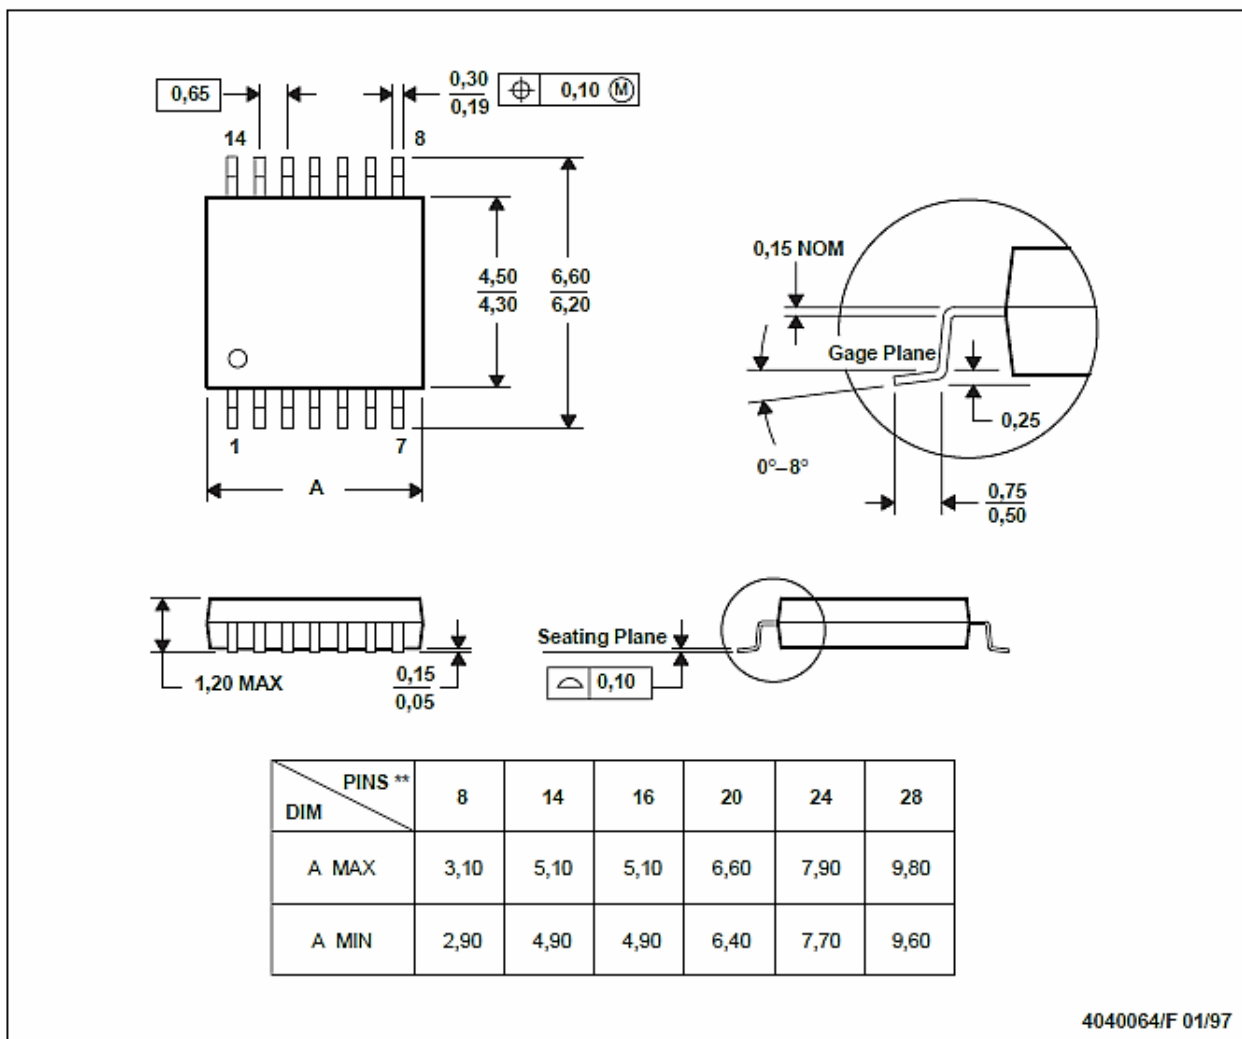 0,65
0,30
0,19
0,10 Ⓜ
14
8
4,50
4,30
6,60
6,20
1
7
A
0,15 NOM
Gage Plane
0,25
0°–8°
0,75
0,50
1,20 MAX
0,15
0,05
Seating Plane
0,10
PINS **
DIM
8 14 16 20 24 28
A MAX 3,10 5,10 5,10 6,60 7,90 9,80
A MIN 2,90 4,90 4,90 6,40 7,70 9,60
4040064/F 01/97